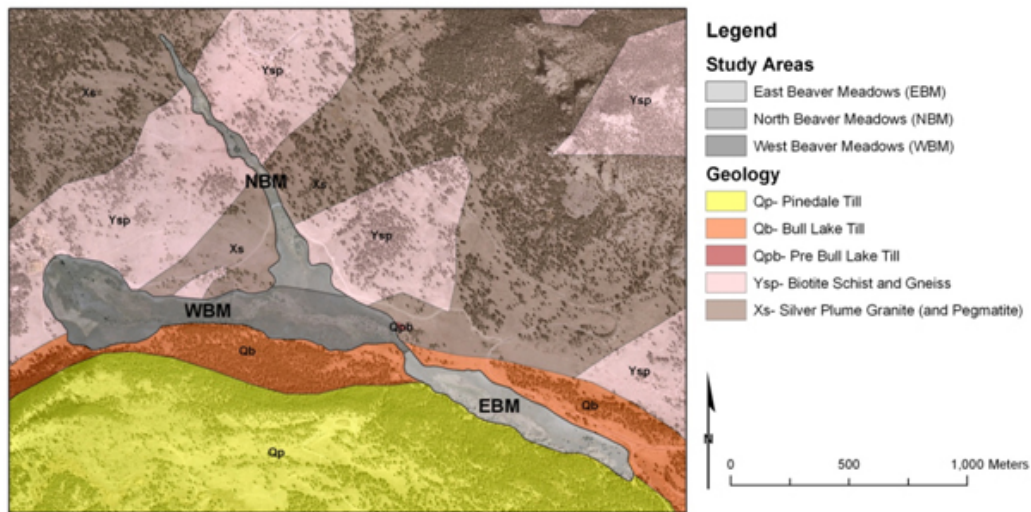 Ysp
Xs
NBM
Xs
Ysp
Ysp
Ysp
Xs
WBM
Qpb
Qb
Ysp
EBM
Qb
Qp
Legend
Study Areas
East Beaver Meadows (EBM)
North Beaver Meadows (NBM)
West Beaver Meadows (WBM)
Geology
Qp- Pinedale Till
Qb- Bull Lake Till
Qpb- Pre Bull Lake Till
Ysp- Biotite Schist and Gneiss
Xs- Silver Plume Granite (and Pegmatite)
N
0 500 1,000 Meters